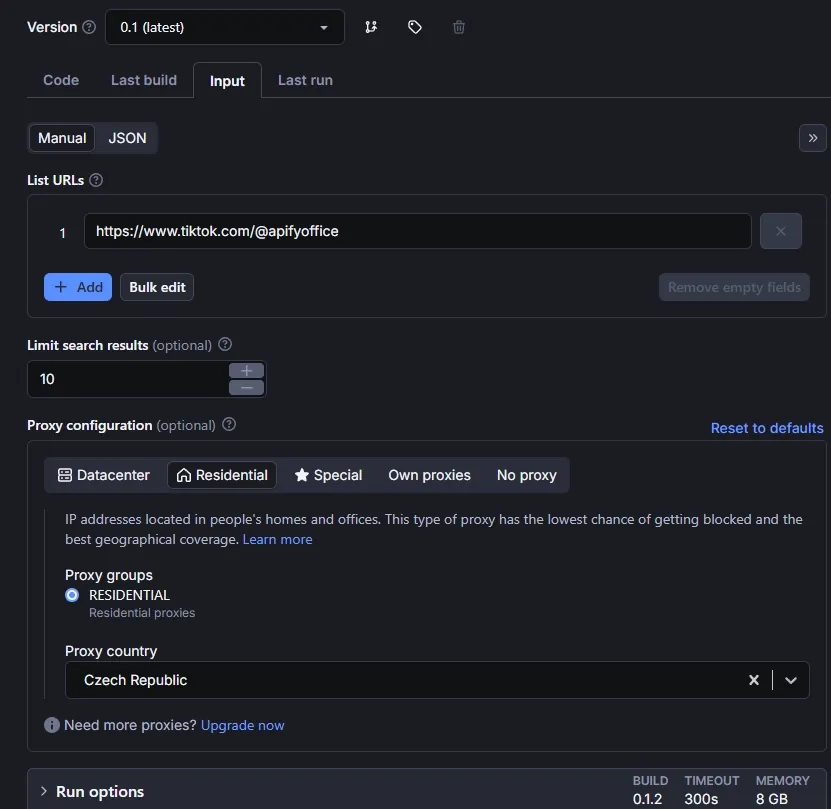 Version 0.1 (latest)
Code Last build Input Last run
Manual JSON
List URLs
1 https://www.tiktok.com/@apifyoffice
Add Bulk edit Remove empty fields
Limit search results (optional)
10
Proxy configuration (optional) Reset to defaults
Datacenter Residential Special Own proxies No proxy
IP addresses located in people's homes and offices. This type of proxy has the lowest chance of getting blocked and the
best geographical coverage. Learn more
Proxy groups
RESIDENTIAL
Residential proxies
Proxy country
Czech Republic
Need more proxies? Upgrade now
Run options BUILD TIMEOUT MEMORY
0.1.2 300s 8 GB